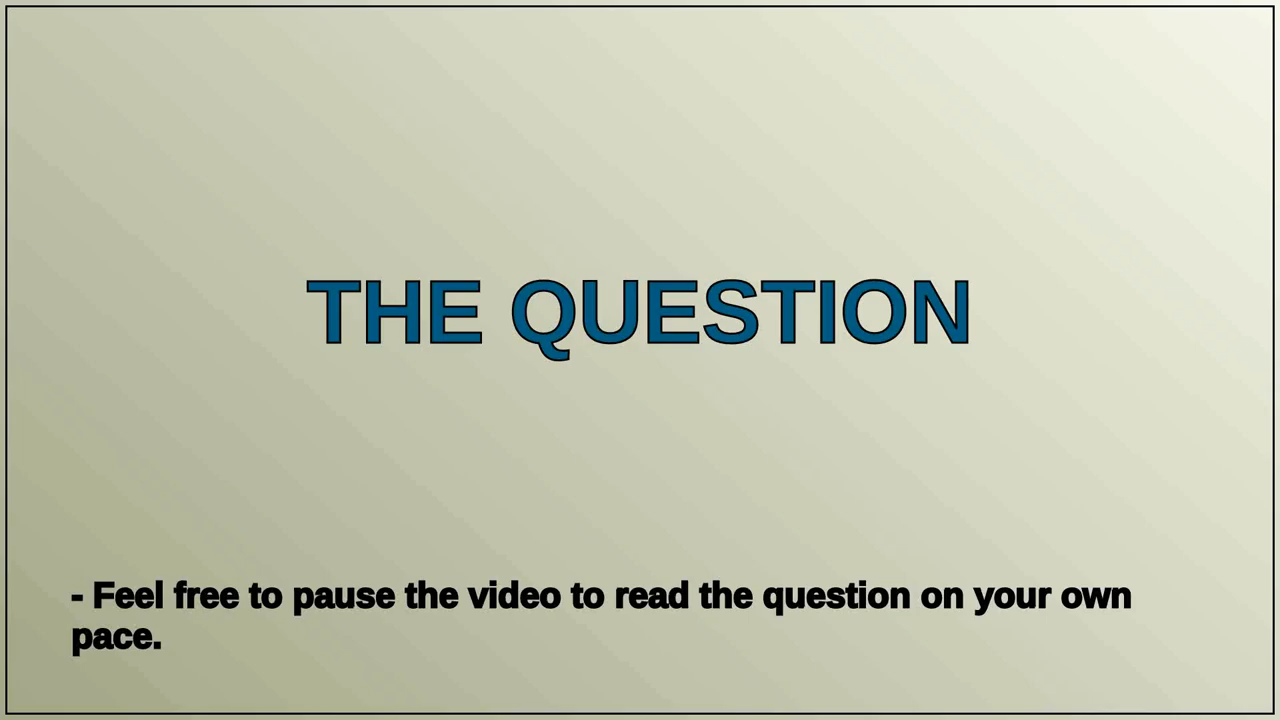 THE QUESTION
- Feel free to pause the video to read the question on your own
pace.